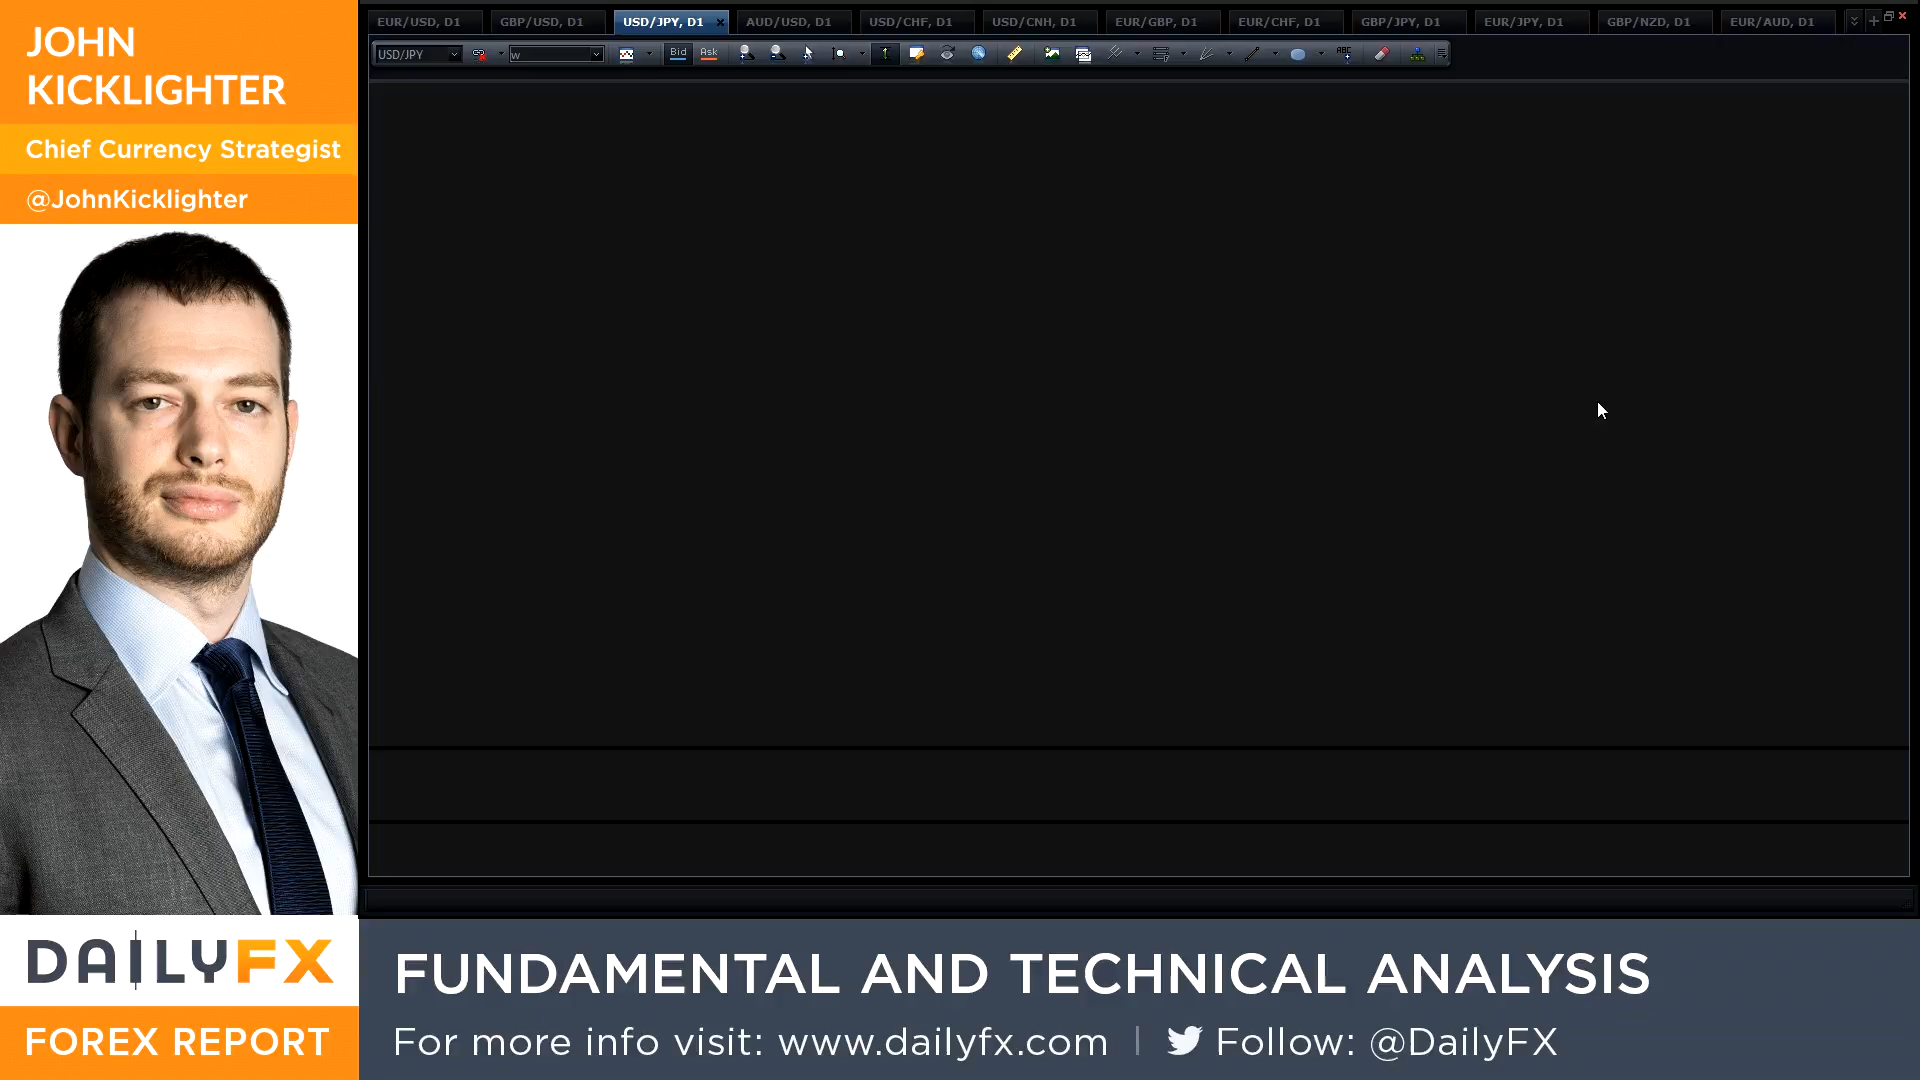 JOHN
KICKLIGHTER
Chief Currency Strategist
@JohnKicklighter
EUR/USD, D1
GBP/USD, D1
USD/JPY, D1
AUD/USD, D1
USD/CHF, D1
USD/CNH, D1
EUR/GBP, D1
EUR/CHF, D1
GBP/JPY, D1
EUR/JPY, D1
GBP/NZD, D1
EUR/AUD, D1
USD/JPY
w
Bid
Ask
ABC
DAILYFX
FOREX REPORT
FUNDAMENTAL AND TECHNICAL ANALYSIS
For more info visit: www.dailyfx.com | Follow: @DailyFX